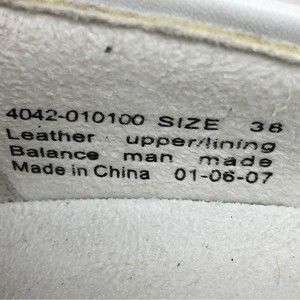 4042-010100 SIZE 38
Leather upper/lining
Balance man made
Made in China 01-06-07